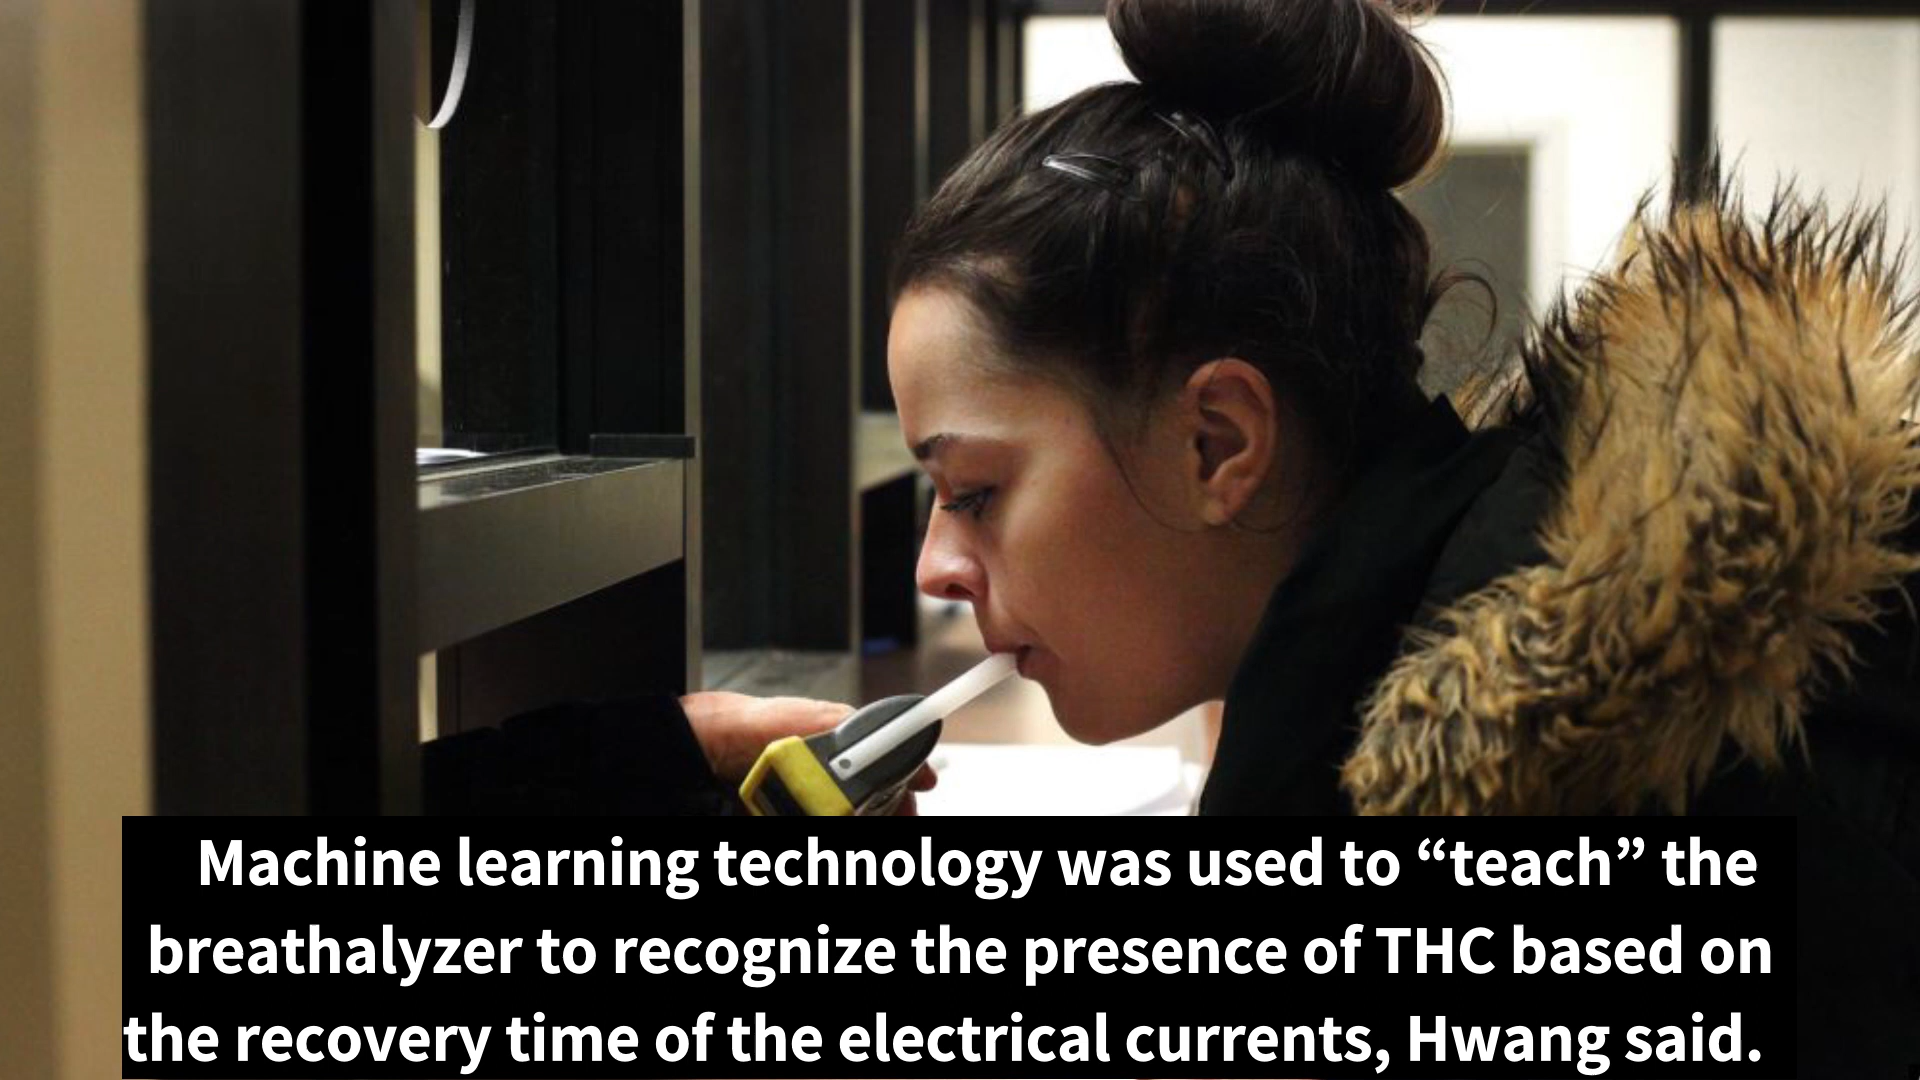 Machine learning technology was used to “teach” the
breathalyzer to recognize the presence of THC based on
the recovery time of the electrical currents, Hwang said.